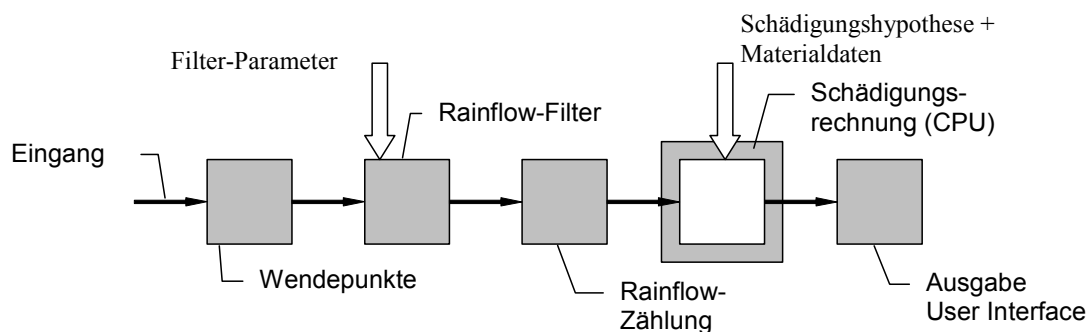 Schädigungshypothese +
Materialdaten
Filter-Parameter
Rainflow-Filter
Schädigungs-
rechnung (CPU)
Eingang
Wendepunkte
Rainflow-
Zählung
Ausgabe
User Interface